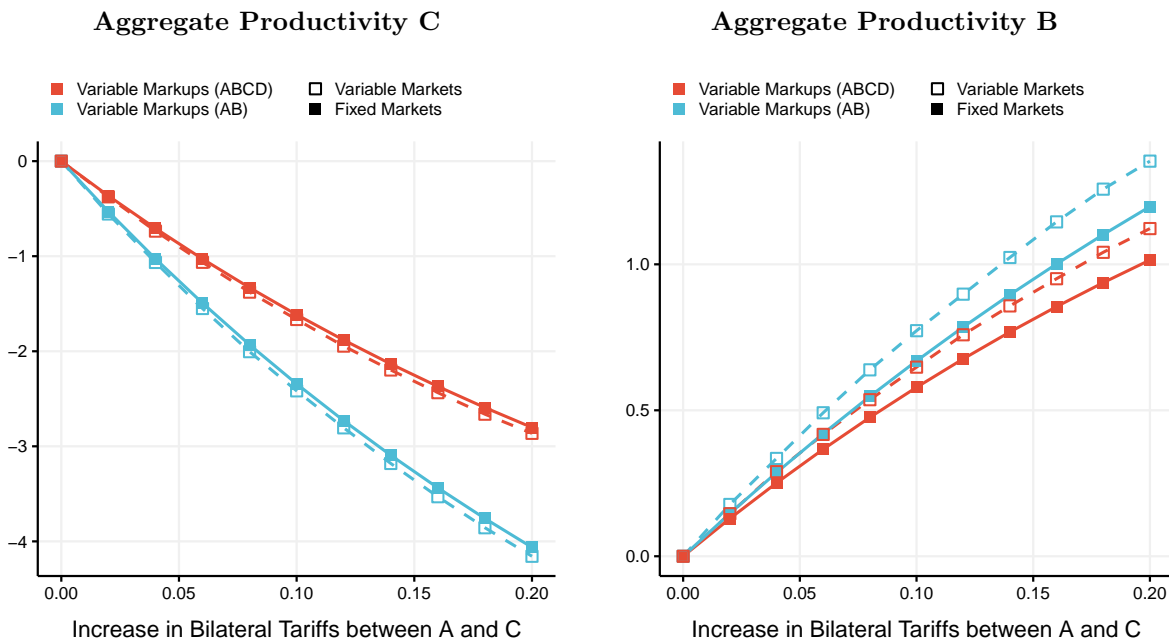 Aggregate Productivity C
Variable Markups (ABCD)
Variable Markups (AB)
Variable Markets
Fixed Markets
0
−1
−2
−3
−4
0.00 0.05 0.10 0.15 0.20
Increase in Bilateral Tariffs between A and C
Aggregate Productivity B
Variable Markups (ABCD)
Variable Markups (AB)
Variable Markets
Fixed Markets
1.0
0.5
0.0
0.00 0.05 0.10 0.15 0.20
Increase in Bilateral Tariffs between A and C